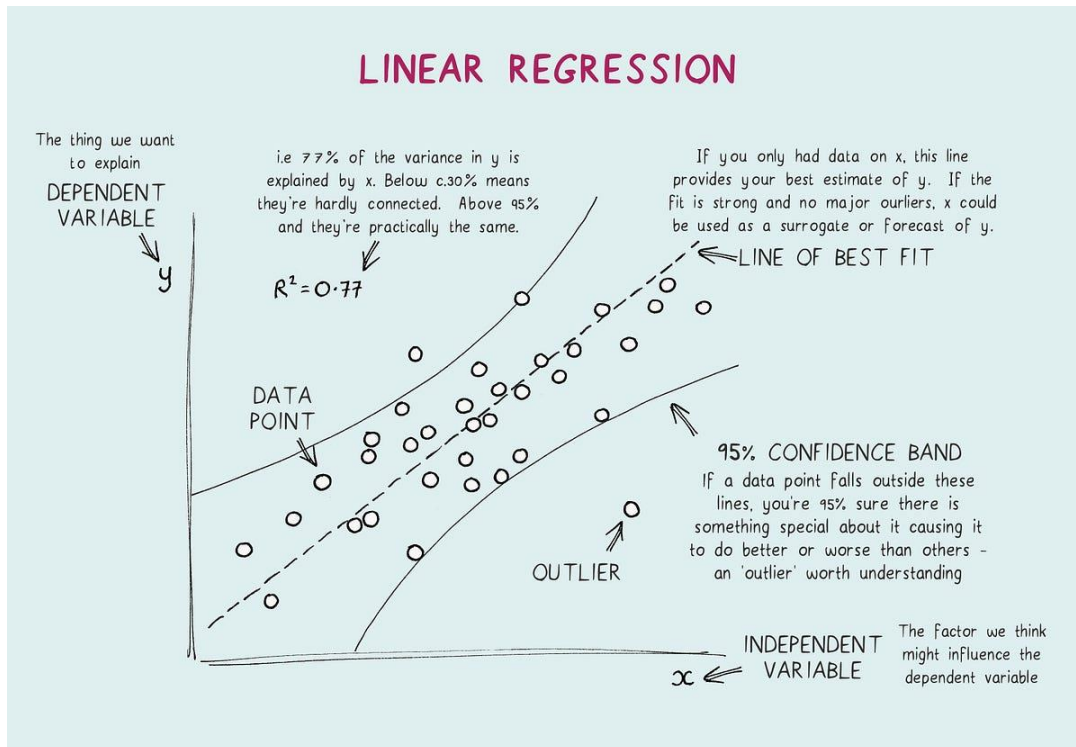 LINEAR REGRESSION
The thing we want
to explain
DEPENDENT
VARIABLE
y
i.e 77% of the variance in y is
explained by x. Below c.30% means
they're hardly connected. Above 95%
and they're practically the same.
R²=0.77
If you only had data on x, this line
provides your best estimate of y. If the
fit is strong and no major outliers, x could
be used as a surrogate or forecast of y.
LINE OF BEST FIT
DATA
POINT
95% CONFIDENCE BAND
If a data point falls outside these
lines, you're 95% sure there is
something special about it causing it
to do better or worse than others -
an 'outlier' worth understanding
OUTLIER
INDEPENDENT
VARIABLE
x
The factor we think
might influence the
dependent variable